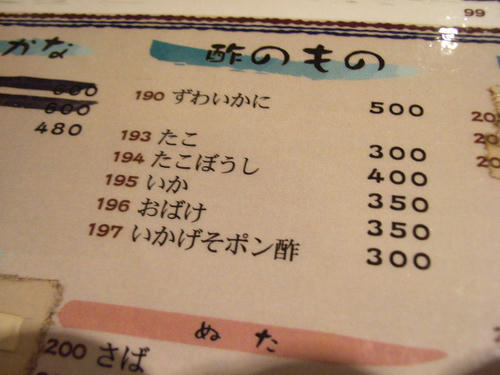 99
かな
600
600
480
酢のもの
190 ずわいかに 500
193 たこ 300
194 たこぼうし 400
195 いか 350
196 おばけ 350
197 いかげそポン酢 300
ぬた
200 さば